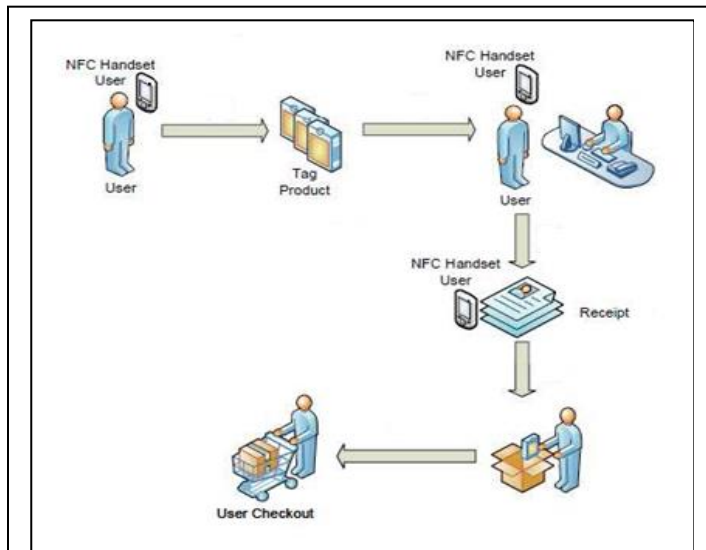 NFC Handset
User
User
Tag
Product
NFC Handset
User
User
NFC Handset
User
Receipt
User Checkout